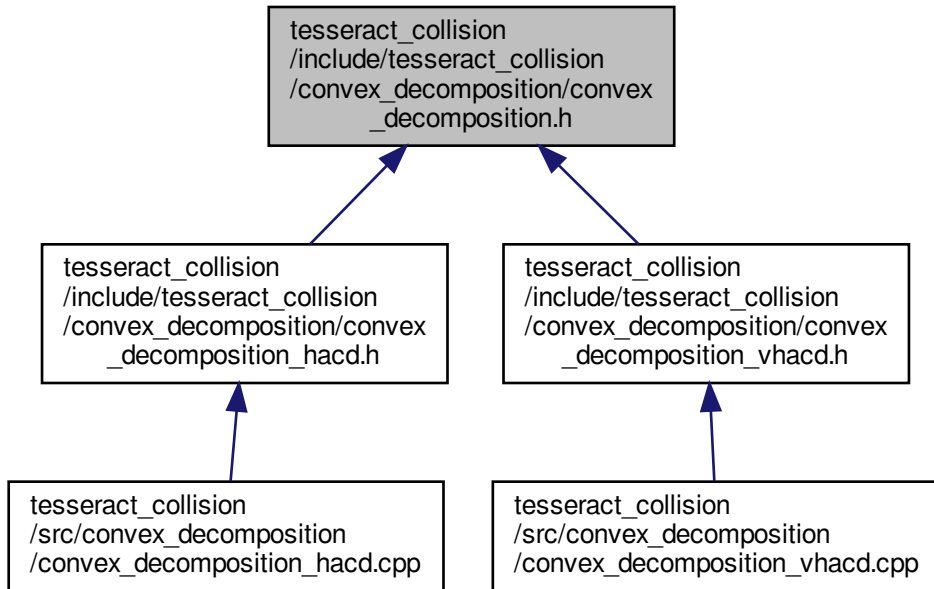 tesseract_collision
/include/tesseract_collision
/convex_decomposition/convex
_decomposition.h
tesseract_collision
/include/tesseract_collision
/convex_decomposition/convex
_decomposition_hacd.h
tesseract_collision
/include/tesseract_collision
/convex_decomposition/convex
_decomposition_vhacd.h
tesseract_collision
/src/convex_decomposition
/convex_decomposition_hacd.cpp
tesseract_collision
/src/convex_decomposition
/convex_decomposition_vhacd.cpp